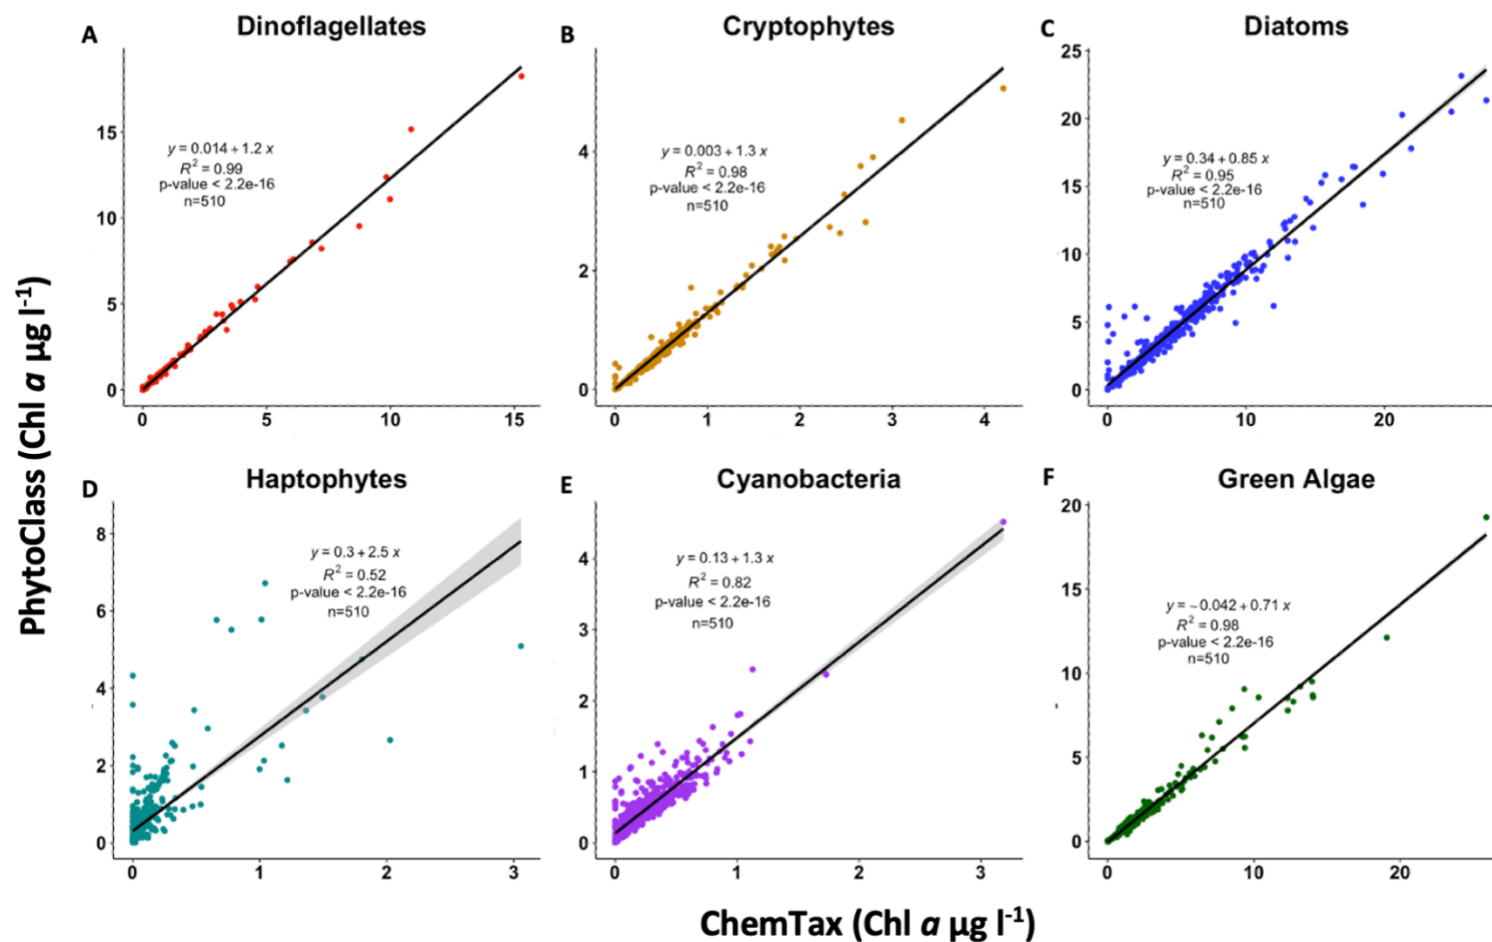 A
Dinoflagellates
y = 0.014 + 1.2 x
R² = 0.99
p-value < 2.2e-16
n=510
15
10
5
0
0 5 10 15
B
Cryptophytes
y = 0.003 + 1.3 x
R² = 0.98
p-value < 2.2e-16
n=510
4
2
0
0 1 2 3 4
C
Diatoms
y = 0.34 + 0.85 x
R² = 0.95
p-value < 2.2e-16
n=510
25
20
15
10
5
0
0 10 20
PhytoClass (Chl a µg l⁻¹)
D
Haptophytes
y = 0.3 + 2.5 x
R² = 0.52
p-value < 2.2e-16
n=510
8
6
4
2
0
0 1 2 3
E
Cyanobacteria
y = 0.13 + 1.3 x
R² = 0.82
p-value < 2.2e-16
n=510
4
3
2
1
0
0 1 2 3
F
Green Algae
y = −0.042 + 0.71 x
R² = 0.98
p-value < 2.2e-16
n=510
20
15
10
5
0
0 10 20
ChemTax (Chl a µg l⁻¹)